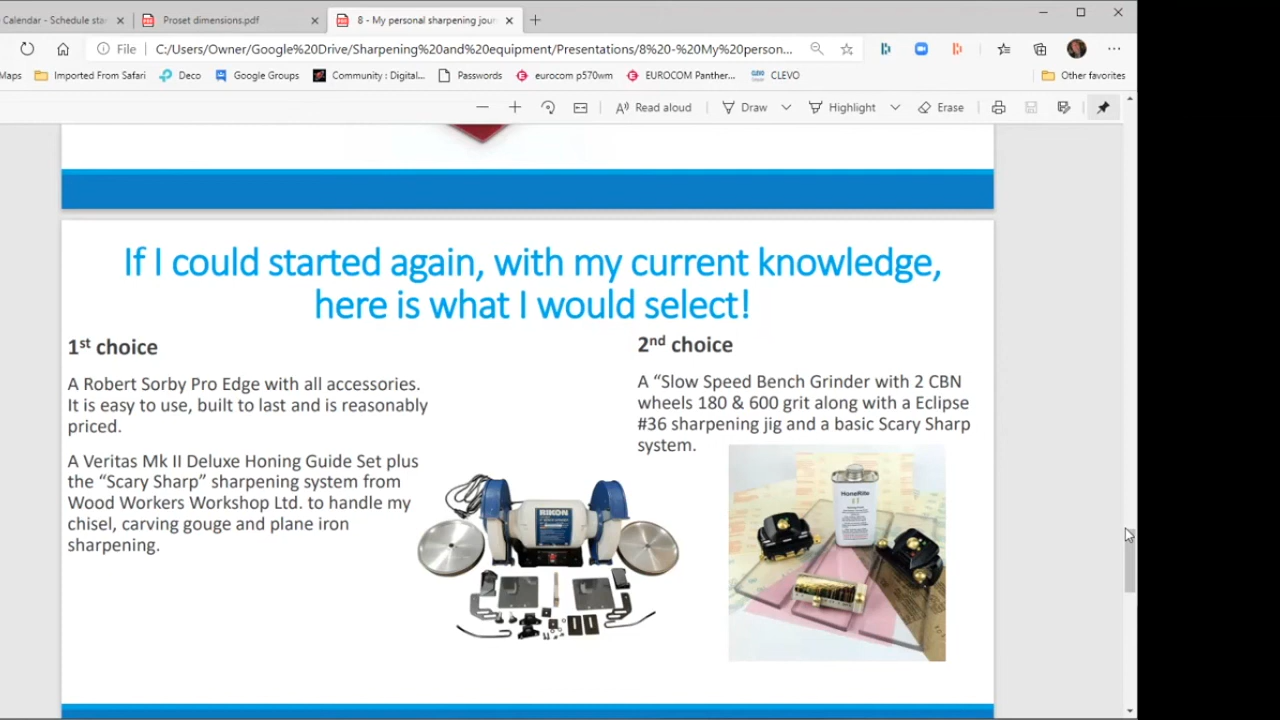 Calendar - Schedule star
Proset dimensions.pdf
8 - My personal sharpening jour
File
C:/Users/Owner/Google%20Drive/Sharpening%20and%20equipment/Presentations/8%20-%20My%20person...
Maps
Imported From Safari
Deco
Google Groups
Community : Digital...
Passwords
eurocom p570wm
EUROCOM Panther...
CLEVO
Other favorites
Read aloud
Draw
Highlight
Erase
If I could started again, with my current knowledge,
here is what I would select!
1st choice
A Robert Sorby Pro Edge with all accessories.
It is easy to use, built to last and is reasonably
priced.
A Veritas Mk II Deluxe Honing Guide Set plus
the “Scary Sharp” sharpening system from
Wood Workers Workshop Ltd. to handle my
chisel, carving gouge and plane iron
sharpening.
RIKON
2nd choice
A “Slow Speed Bench Grinder with 2 CBN
wheels 180 & 600 grit along with a Eclipse
#36 sharpening jig and a basic Scary Sharp
system.
HoneRite